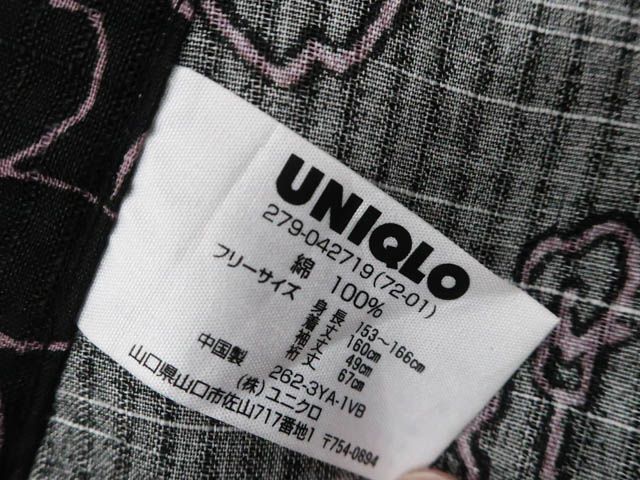 UNIQLO
279-042719 (72-01)
綿 100%
フリーサイズ
身長 153～166cm
着丈 160cm
袖丈 49cm
裄丈 67cm
中国製 262-3YA-1VB
(株) ユニクロ
山口県山口市佐山717番地1 〒754-0894